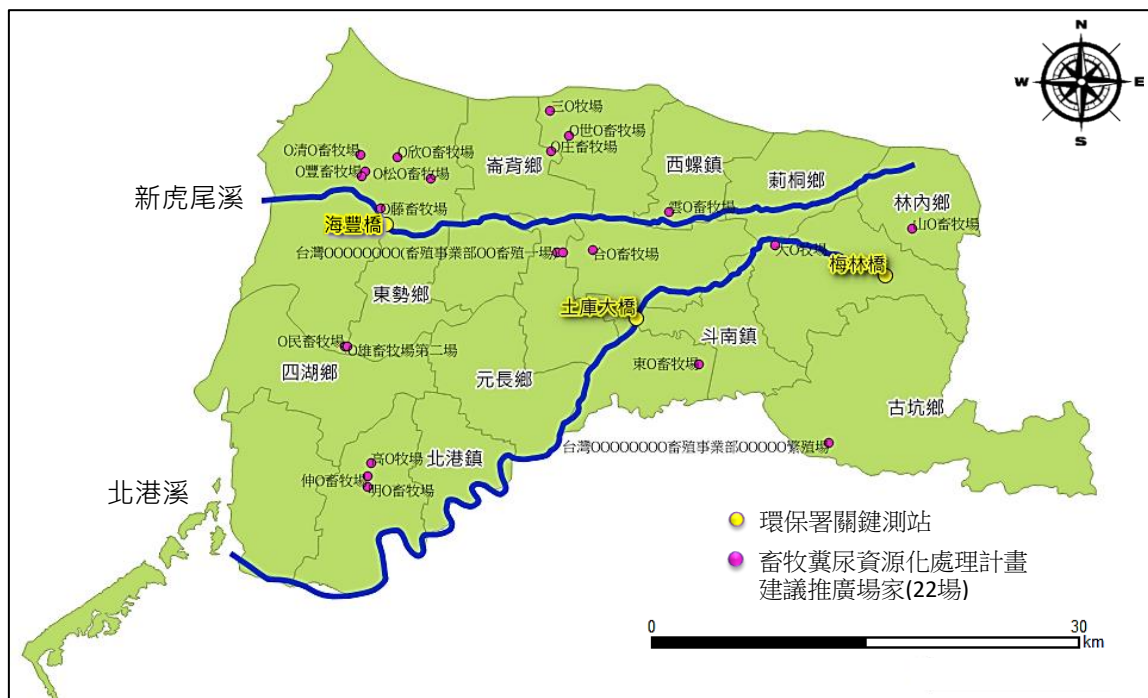 N
W
E
S
三O牧場
O世O畜牧場
O庄O畜牧場
O清O畜牧場
O欣O畜牧場
崙背鄉
西螺鎮
莿桐鄉
O豐畜牧場
O松O畜牧場
新虎尾溪
林內鄉
O藤畜牧場
雲O畜牧場
海豐橋
山O畜牧場
台灣OOOOOOOO(畜殖事業部OO畜殖一場)
台O畜牧場
大O牧場
梅林橋
東勢鄉
土庫大橋
斗南鎮
O民畜牧場
O雄畜牧場第二場
東O畜牧場
四湖鄉
元長鄉
古坑鄉
台灣OOOOOOOO畜殖事業部OOOOO繁殖場
高O牧場
北港鎮
伸O畜牧場
明O畜牧場
北港溪
環保署關鍵測站
畜牧糞尿資源化處理計畫
建議推廣場家(22場)
0
30
km